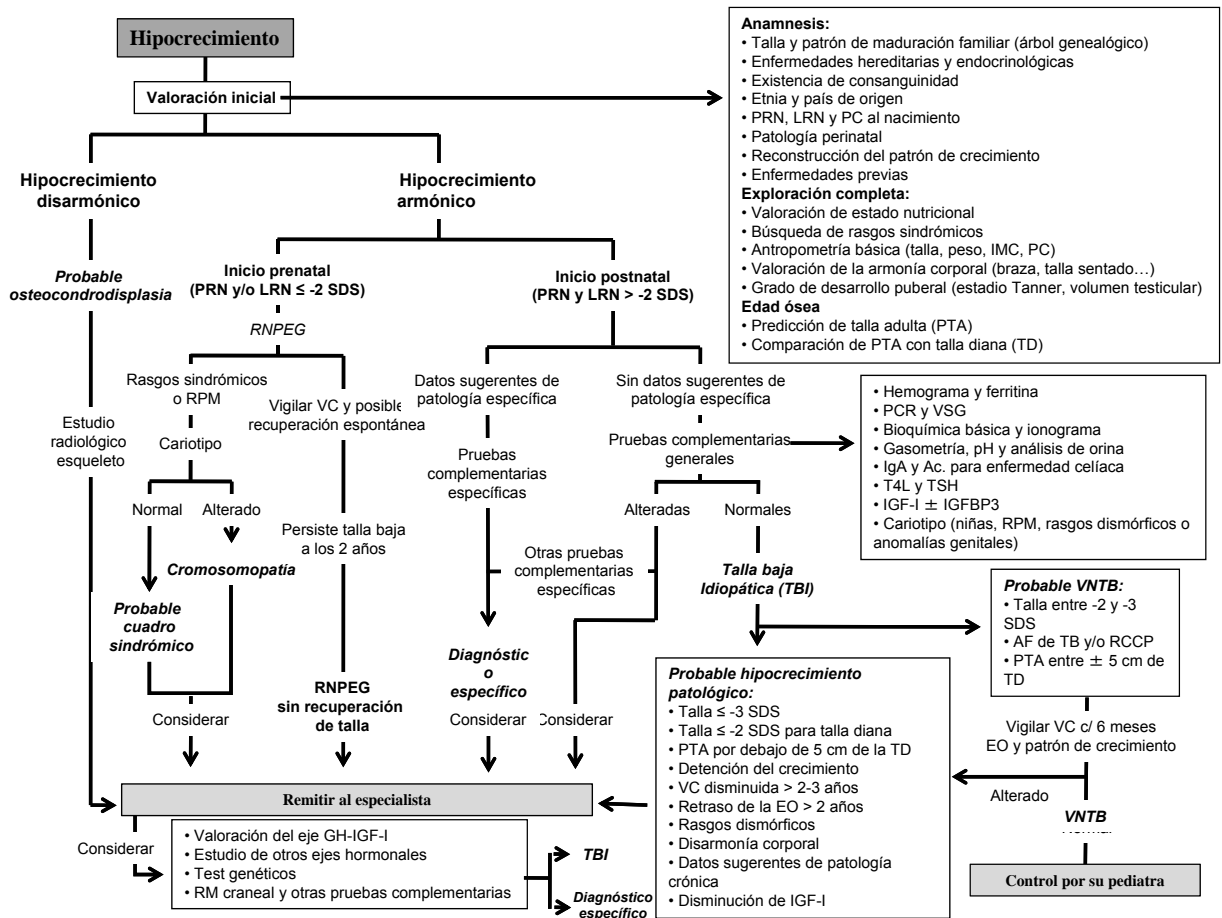 Hipocrecimiento
Valoración inicial
Anamnesis:
• Talla y patrón de maduración familiar (árbol genealógico)
• Enfermedades hereditarias y endocrinológicas
• Existencia de consanguinidad
• Etnia y país de origen
• PRN, LRN y PC al nacimiento
• Patología perinatal
• Reconstrucción del patrón de crecimiento
• Enfermedades previas
Exploración completa:
• Valoración de estado nutricional
• Búsqueda de rasgos sindrómicos
• Antropometría básica (talla, peso, IMC, PC)
• Valoración de la armonía corporal (braza, talla sentado…)
• Grado de desarrollo puberal (estadio Tanner, volumen testicular)
Edad ósea
• Predicción de talla adulta (PTA)
• Comparación de PTA con talla diana (TD)
Hipocrecimiento
disarmónico
Hipocrecimiento
armónico
Probable
osteocondrodisplasia
Estudio
radiológico
esqueleto
Inicio prenatal
(PRN y/o LRN ≤ -2 SDS)
RNPEG
Rasgos sindrómicos
o RPM
Cariotipo
Normal
Alterado
Cromosomopatía
Probable
cuadro
sindrómico
Considerar
Vigilar VC y posible
recuperación espontánea
Persiste talla baja
a los 2 años
RNPEG
sin recuperación
de talla
Inicio postnatal
(PRN y LRN > -2 SDS)
Datos sugerentes de
patología específica
Pruebas
complementarias
específicas
Diagnóstic
o
específico
Considerar
Sin datos sugerentes de
patología específica
Pruebas complementarias
generales
Alteradas
Normales
Otras pruebas
complementarias
específicas
Considerar
Talla baja
Idiopática (TBI)
• Hemograma y ferritina
• PCR y VSG
• Bioquímica básica y ionograma
• Gasometría, pH y análisis de orina
• IgA y Ac. para enfermedad celíaca
• T4L y TSH
• IGF-I ± IGFBP3
• Cariotipo (niñas, RPM, rasgos dismórficos o
anomalías genitales)
Probable VNTB:
• Talla entre -2 y -3
SDS
• AF de TB y/o RCCP
• PTA entre ± 5 cm de
TD
Vigilar VC c/ 6 meses
EO y patrón de crecimiento
Alterado
VNTB
Normal
Control por su pediatra
Probable hipocrecimiento
patológico:
• Talla ≤ -3 SDS
• Talla ≤ -2 SDS para talla diana
• PTA por debajo de 5 cm de la TD
• Detención del crecimiento
• VC disminuida > 2-3 años
• Retraso de la EO > 2 años
• Rasgos dismórficos
• Disarmonía corporal
• Datos sugerentes de patología
crónica
• Disminución de IGF-I
Remitir al especialista
Considerar
• Valoración del eje GH-IGF-I
• Estudio de otros ejes hormonales
• Test genéticos
• RM craneal y otras pruebas complementarias
TBI
Diagnóstico
específico